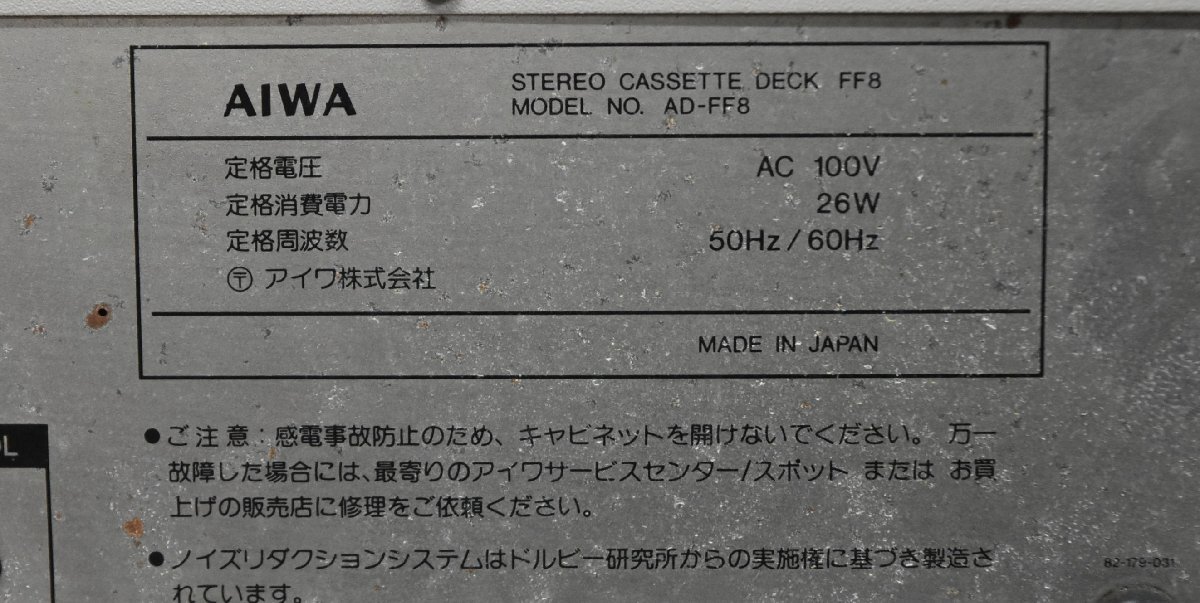 AIWA
STEREO CASSETTE DECK FF8
MODEL NO. AD-FF8
定格電圧 AC 100V
定格消費電力 26W
定格周波数 50Hz/60Hz
〶 アイワ株式会社
MADE IN JAPAN
●ご注意:感電事故防止のため、キャビネットを開けないでください。 万一
故障した場合には、最寄りのアイワサービスセンター/スポット または お買
上げの販売店に修理をご依頼ください。
●ノイズリダクションシステムはドルビー研究所からの実施権に基づき製造さ
れています。
82-179-031